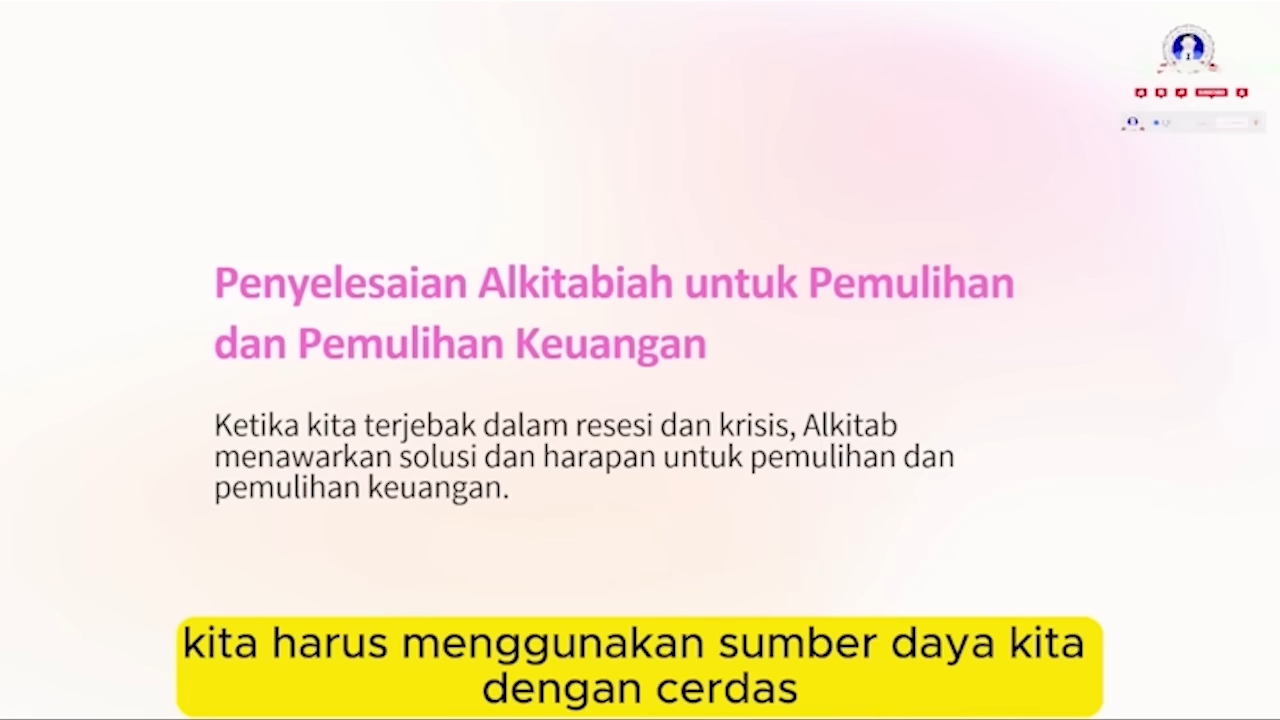 Penyelesaian Alkitabiah untuk Pemulihan
dan Pemulihan Keuangan
Ketika kita terjebak dalam resesi dan krisis, Alkitab
menawarkan solusi dan harapan untuk pemulihan dan
pemulihan keuangan.
kita harus menggunakan sumber daya kita
dengan cerdas